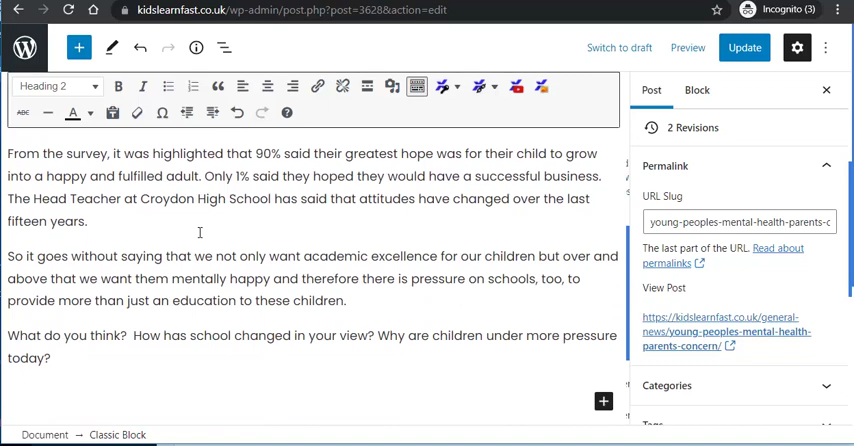 kidslearnfast.co.uk/wp-admin/post.php?post=3628&action=edit
Incognito (3)
Switch to draft
Preview
Update
Heading 2
B
I
ABC
A
From the survey, it was highlighted that 90% said their greatest hope was for their child to grow
into a happy and fulfilled adult. Only 1% said they hoped they would have a successful business.
The Head Teacher at Croydon High School has said that attitudes have changed over the last
fifteen years.
So it goes without saying that we not only want academic excellence for our children but over and
above that we want them mentally happy and therefore there is pressure on schools, too, to
provide more than just an education to these children.
What do you think?  How has school changed in your view? Why are children under more pressure
today?
Document → Classic Block
Post
Block
2 Revisions
Permalink
URL Slug
young-peoples-mental-health-parents-c
The last part of the URL. Read about
permalinks
View Post
https://kidslearnfast.co.uk/general-
news/young-peoples-mental-health-
parents-concern/
Categories
Tags